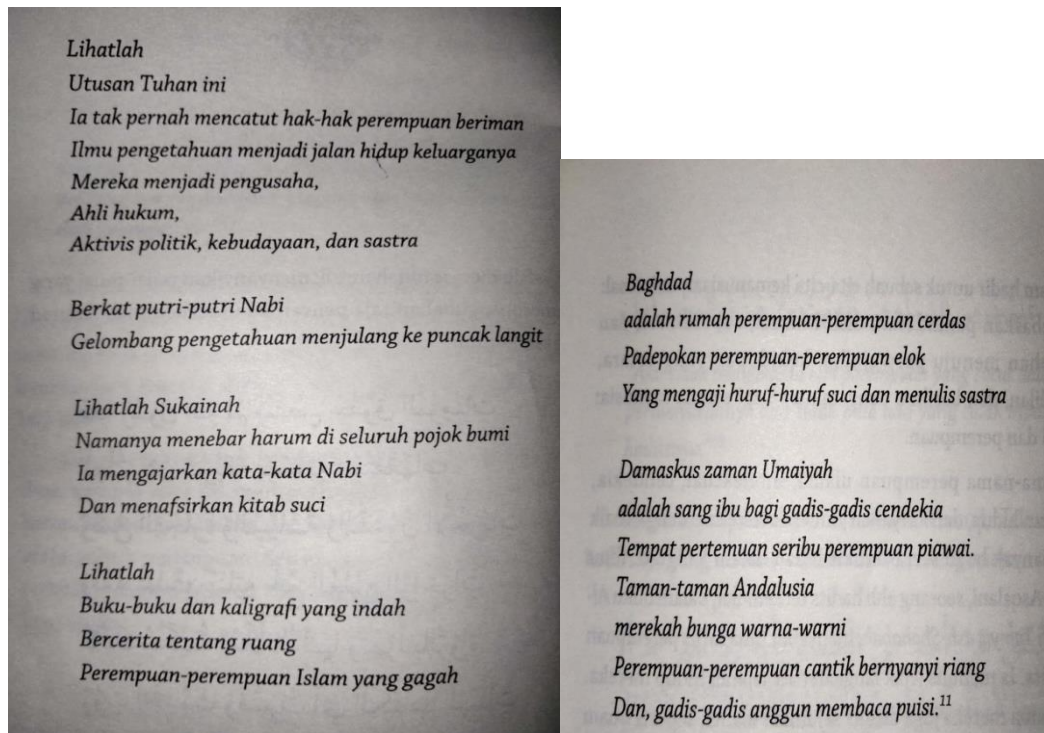 Lihatlah
Utusan Tuhan ini
Ia tak pernah mencatut hak-hak perempuan beriman
Ilmu pengetahuan menjadi jalan hidup keluarganya
Mereka menjadi pengusaha,
Ahli hukum,
Aktivis politik, kebudayaan, dan sastra
Berkat putri-putri Nabi
Gelombang pengetahuan menjulang ke puncak langit
Lihatlah Sukainah
Namanya menebar harum di seluruh pojok bumi
Ia mengajarkan kata-kata Nabi
Dan menafsirkan kitab suci
Lihatlah
Buku-buku dan kaligrafi yang indah
Bercerita tentang ruang
Perempuan-perempuan Islam yang gagah
Baghdad
adalah rumah perempuan-perempuan cerdas
Padepokan perempuan-perempuan elok
Yang mengaji huruf-huruf suci dan menulis sastra
Damaskus zaman Umaiyah
adalah sang ibu bagi gadis-gadis cendekia
Tempat pertemuan seribu perempuan piawai.
Taman-taman Andalusia
merekah bunga warna-warni
Perempuan-perempuan cantik bernyanyi riang
Dan, gadis-gadis anggun membaca puisi.¹¹